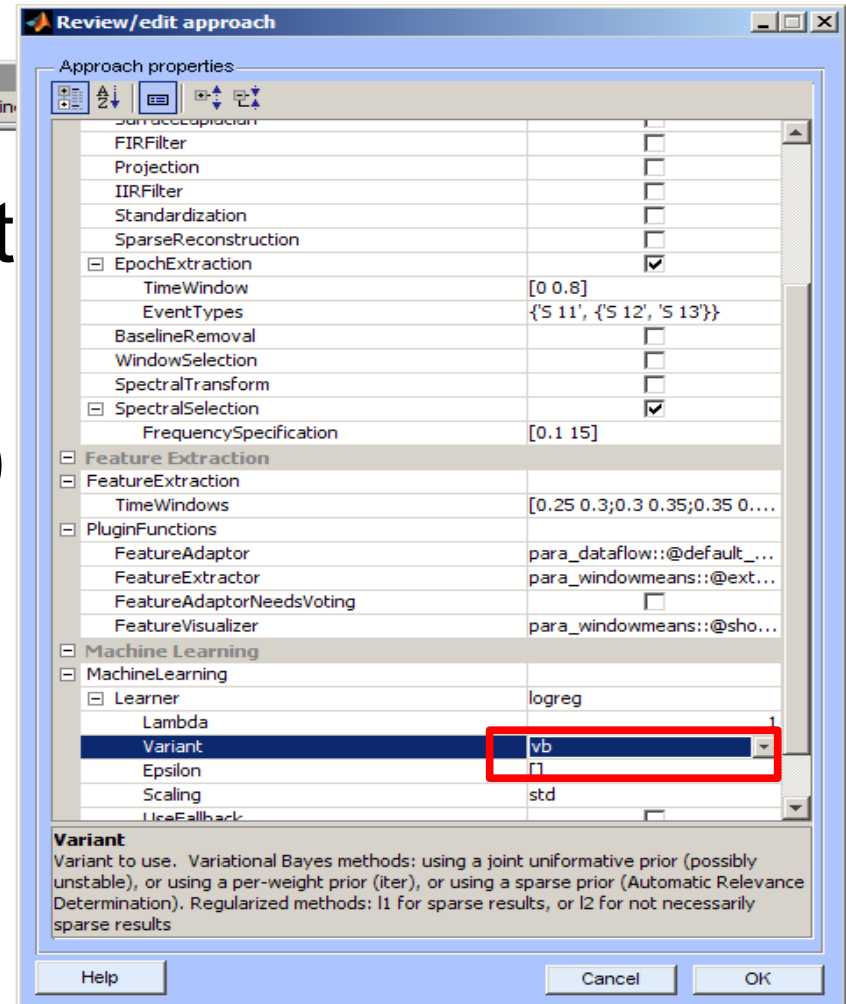 Review/edit approach
Approach properties
in
t
)
SurfaceLaplacian
FIRFilter
Projection
IIRFilter
Standardization
SparseReconstruction
EpochExtraction
TimeWindow [0 0.8]
EventTypes {'S 11', {'S 12', 'S 13'}}
BaselineRemoval
WindowSelection
SpectralTransform
SpectralSelection
FrequencySpecification [0.1 15]
Feature Extraction
FeatureExtraction
TimeWindows [0.25 0.3;0.3 0.35;0.35 0....
PluginFunctions
FeatureAdaptor para_dataflow::@default_...
FeatureExtractor para_windowmeans::@ext...
FeatureAdaptorNeedsVoting
FeatureVisualizer para_windowmeans::@sho...
Machine Learning
MachineLearning
Learner logreg
Lambda 1
Variant vb
Epsilon []
Scaling std
UseFallback
Variant
Variant to use. Variational Bayes methods: using a joint uniformative prior (possibly
unstable), or using a per-weight prior (iter), or using a sparse prior (Automatic Relevance
Determination). Regularized methods: l1 for sparse results, or l2 for not necessarily
sparse results
Help Cancel OK